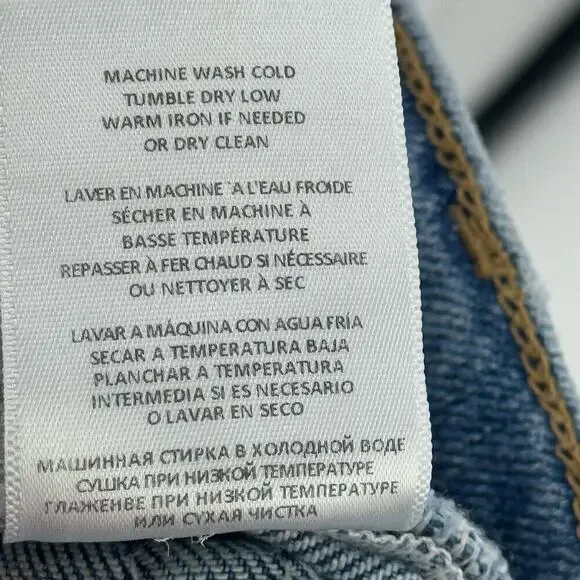 MACHINE WASH COLD
TUMBLE DRY LOW
WARM IRON IF NEEDED
OR DRY CLEAN
LAVER EN MACHINE `A L'EAU FROIDE
SÉCHER EN MACHINE À
BASSE TEMPÉRATURE
REPASSER À FER CHAUD SI NÉCESSAIRE
OU NETTOYER À SEC
LAVAR A MÁQUINA CON AGUA FRIA
SECAR A TEMPERATURA BAJA
PLANCHAR A TEMPERATURA
INTERMEDIA SI ES NECESARIO
O LAVAR EN SECO
МАШИННАЯ СТИРКА В ХОЛОДНОЙ ВОДЕ
СУШКА ПРИ НИЗКОЙ ТЕМПЕРАТУРЕ
ГЛАЖЕНВЕ ПРИ НИЗКОЙ ТЕМПЕРАТУРЕ
ИЛИ СУХАЯ ЧИСТКА